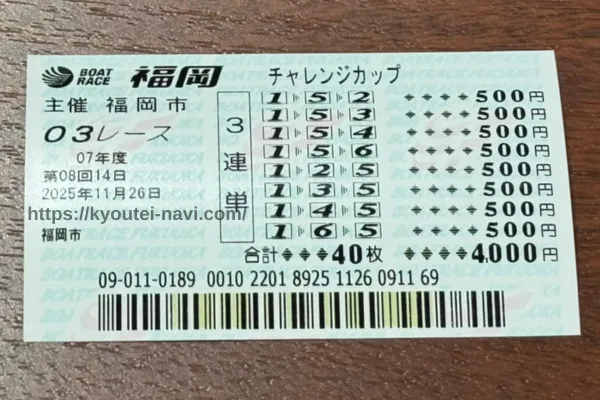 BOAT RACE 福岡 チャレンジカップ
主催 福岡市
03レース
07年度
第08回14日
2025年11月26日
https://kyoutei-navi.com/
福岡市
3連単
1-5-2 500円
1-5-3 500円
1-5-4 500円
1-5-6 500円
1-2-5 500円
1-3-5 500円
1-4-5 500円
1-6-5 500円
合計 40枚 4,000円
09-011-0189 0010 2201 8925 1126 0911 69